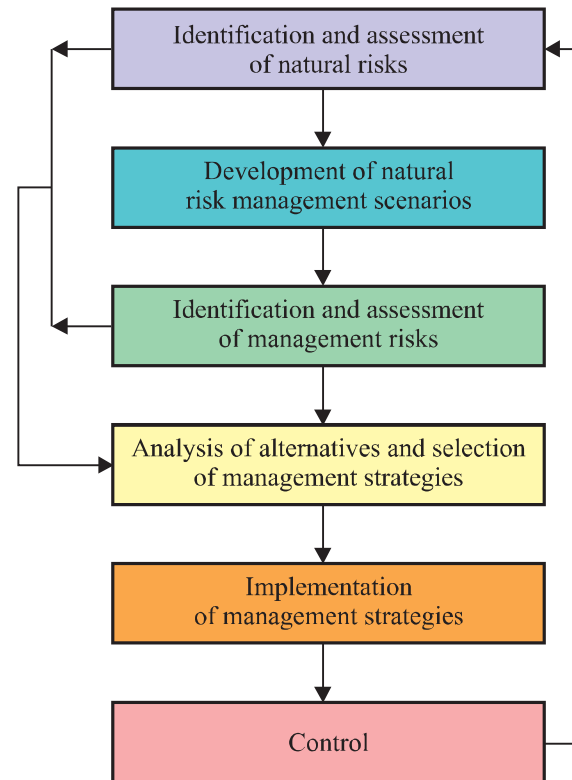 Identification and assessment
of natural risks
Development of natural
risk management scenarios
Identification and assessment
of management risks
Analysis of alternatives and selection
of management strategies
Implementation
of management strategies
Control